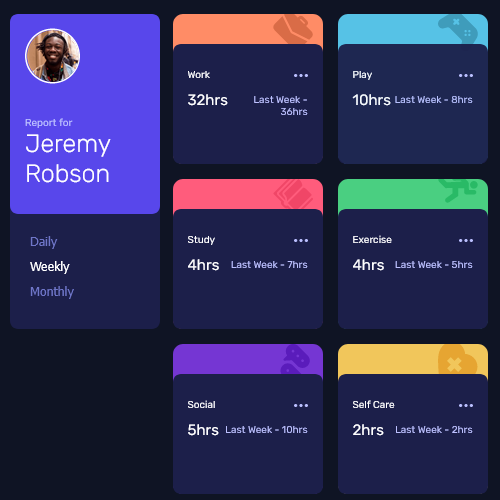 Report for
Jeremy
Robson
Daily
Weekly
Monthly
Work
32hrs
Last Week -
36hrs
Play
10hrs Last Week - 8hrs
Study
4hrs Last Week - 7hrs
Exercise
4hrs Last Week - 5hrs
Social
5hrs Last Week - 10hrs
Self Care
2hrs Last Week - 2hrs